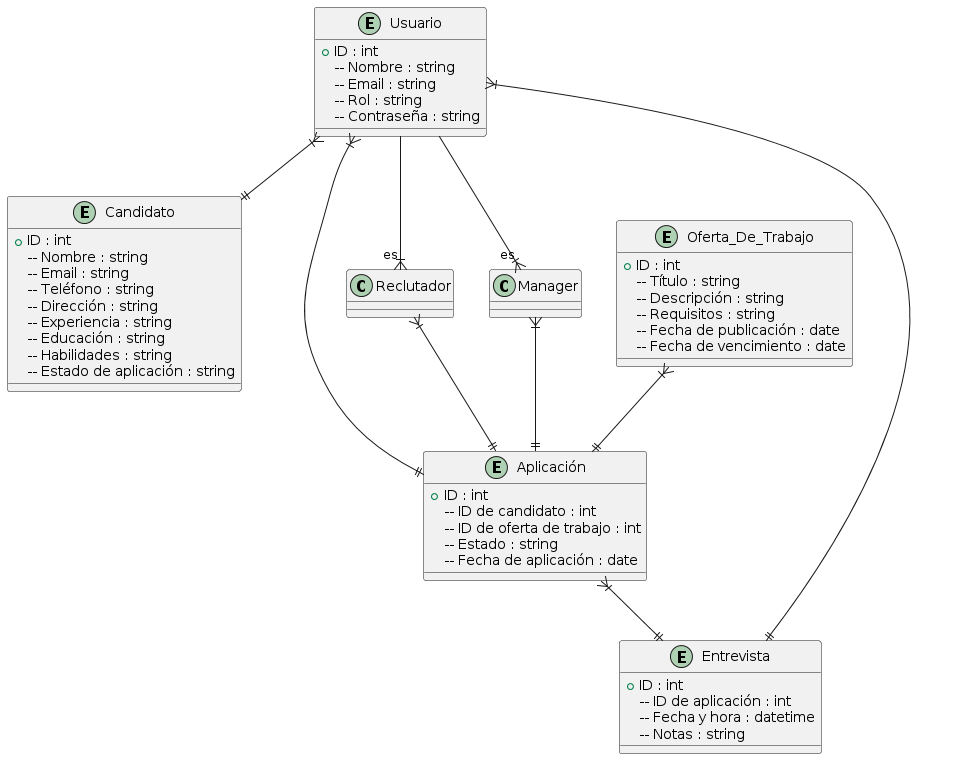 E Usuario
ID : int
-- Nombre : string
-- Email : string
-- Rol : string
-- Contraseña : string
E Candidato
ID : int
-- Nombre : string
-- Email : string
-- Teléfono : string
-- Dirección : string
-- Experiencia : string
-- Educación : string
-- Habilidades : string
-- Estado de aplicación : string
es
C Reclutador
es
C Manager
E Oferta_De_Trabajo
ID : int
-- Título : string
-- Descripción : string
-- Requisitos : string
-- Fecha de publicación : date
-- Fecha de vencimiento : date
E Aplicación
ID : int
-- ID de candidato : int
-- ID de oferta de trabajo : int
-- Estado : string
-- Fecha de aplicación : date
E Entrevista
ID : int
-- ID de aplicación : int
-- Fecha y hora : datetime
-- Notas : string